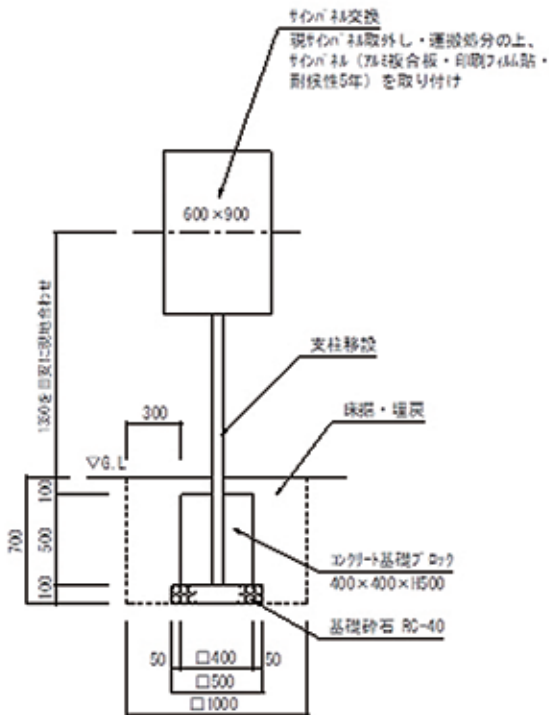 ｻｲﾝﾊﾟﾈﾙ交換
現ｻｲﾝﾊﾟﾈﾙ取外し・運搬処分の上、
ｻｲﾝﾊﾟﾈﾙ（ｱﾙﾐ複合板・印刷ﾌｨﾙﾑ貼・
耐候性5年）を取り付け
600×900
1350を目安に現地合わせ
支柱移設
300
床掘・埋戻
▽G.L
100
700
500
100
ｺﾝｸﾘｰﾄ基礎ﾌﾞﾛｯｸ
400×400×H500
基礎砕石 RC-40
50
□400
50
□500
□1000